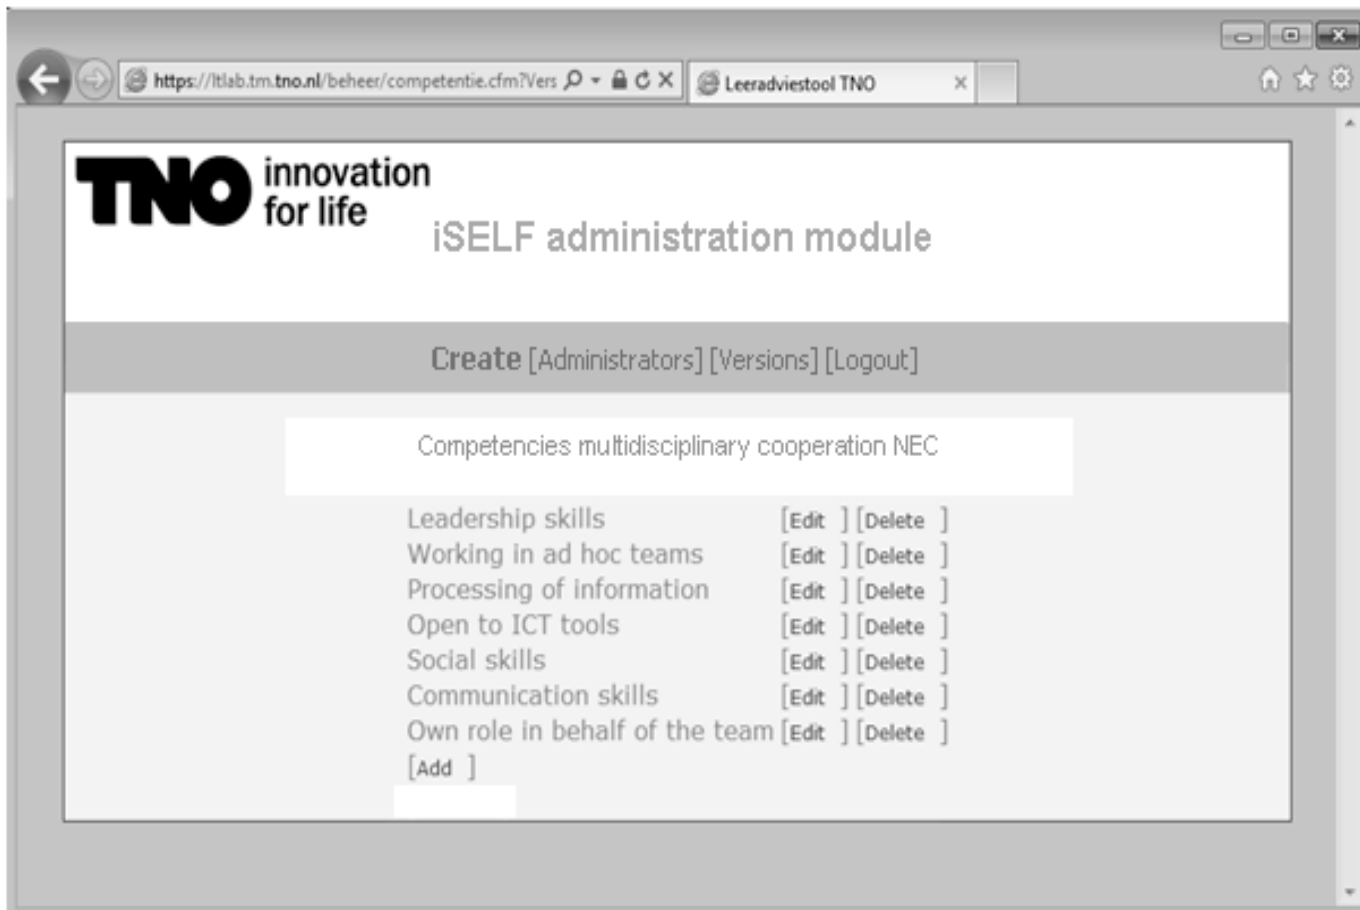 https://ltlab.tm.tno.nl/beheer/competentie.cfm?Vers
Leeradviestool TNO
TNO innovation
for life
iSELF administration module
Create [Administrators] [Versions] [Logout]
Competencies multidisciplinary cooperation NEC
Leadership skills [Edit ] [Delete ]
Working in ad hoc teams [Edit ] [Delete ]
Processing of information [Edit ] [Delete ]
Open to ICT tools [Edit ] [Delete ]
Social skills [Edit ] [Delete ]
Communication skills [Edit ] [Delete ]
Own role in behalf of the team [Edit ] [Delete ]
[Add ]